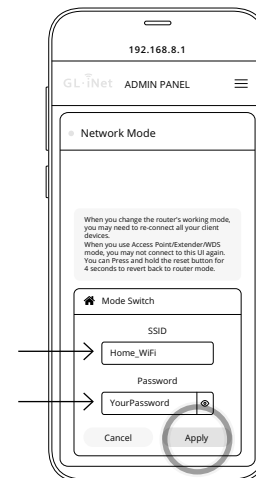 192.168.8.1
GL·iNet ADMIN PANEL
Network Mode
When you change the router's working mode,
you may need to re-connect all your client
devices.
When you use Access Point/Extender/WDS
mode, you may not connect to this UI again.
You can Press and hold the reset button for
4 seconds to revert back to router mode.
Mode Switch
SSID
Home_WiFi
Password
YourPassword
Cancel Apply